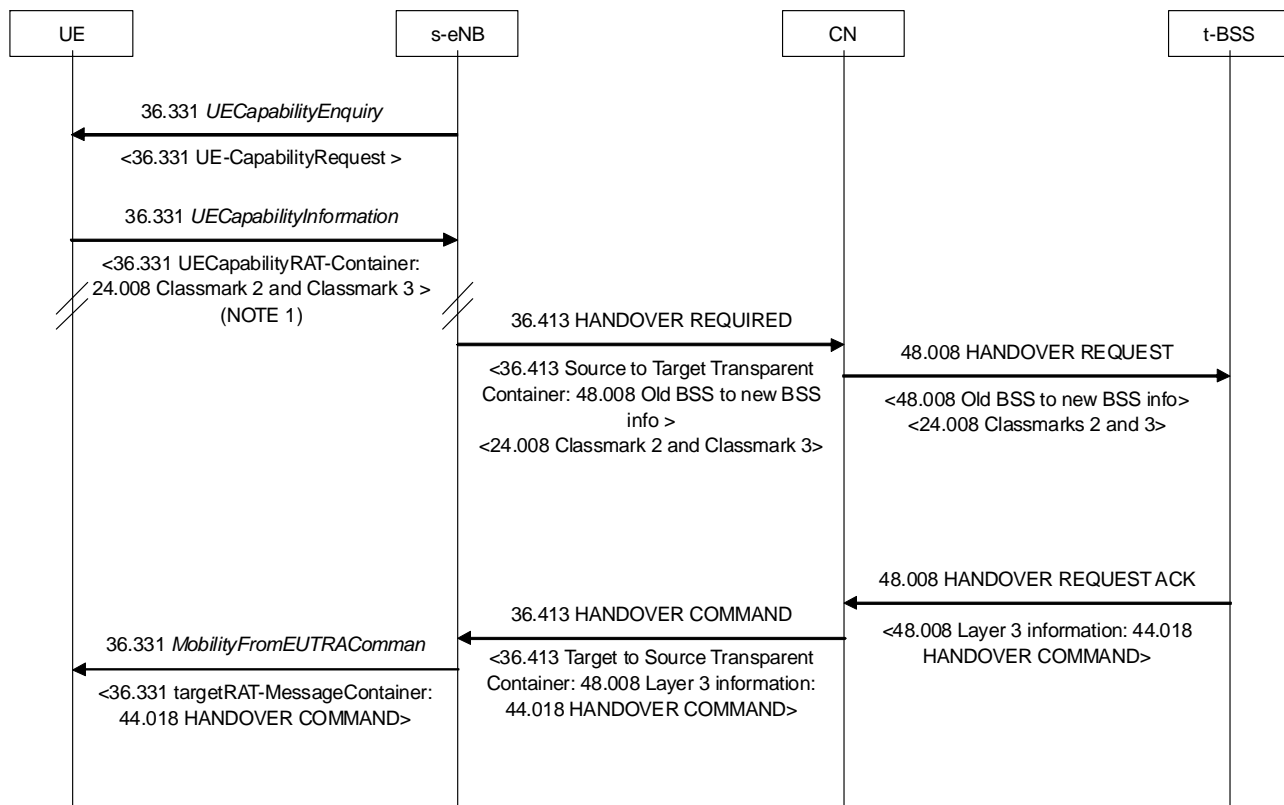 UE
s-eNB
CN
t-BSS
36.331 UECapabilityEnquiry
<36.331 UE-CapabilityRequest >
36.331 UECapabilityInformation
<36.331 UECapabilityRAT-Container:
24.008 Classmark 2 and Classmark 3 >
(NOTE 1)
36.413 HANDOVER REQUIRED
<36.413 Source to Target Transparent
Container: 48.008 Old BSS to new BSS
info >
<24.008 Classmark 2 and Classmark 3>
48.008 HANDOVER REQUEST
<48.008 Old BSS to new BSS info>
<24.008 Classmarks 2 and 3>
48.008 HANDOVER REQUEST ACK
<48.008 Layer 3 information: 44.018
HANDOVER COMMAND>
36.413 HANDOVER COMMAND
<36.413 Target to Source Transparent
Container: 48.008 Layer 3 information:
44.018 HANDOVER COMMAND>
36.331 MobilityFromEUTRAComman
<36.331 targetRAT-MessageContainer:
44.018 HANDOVER COMMAND>